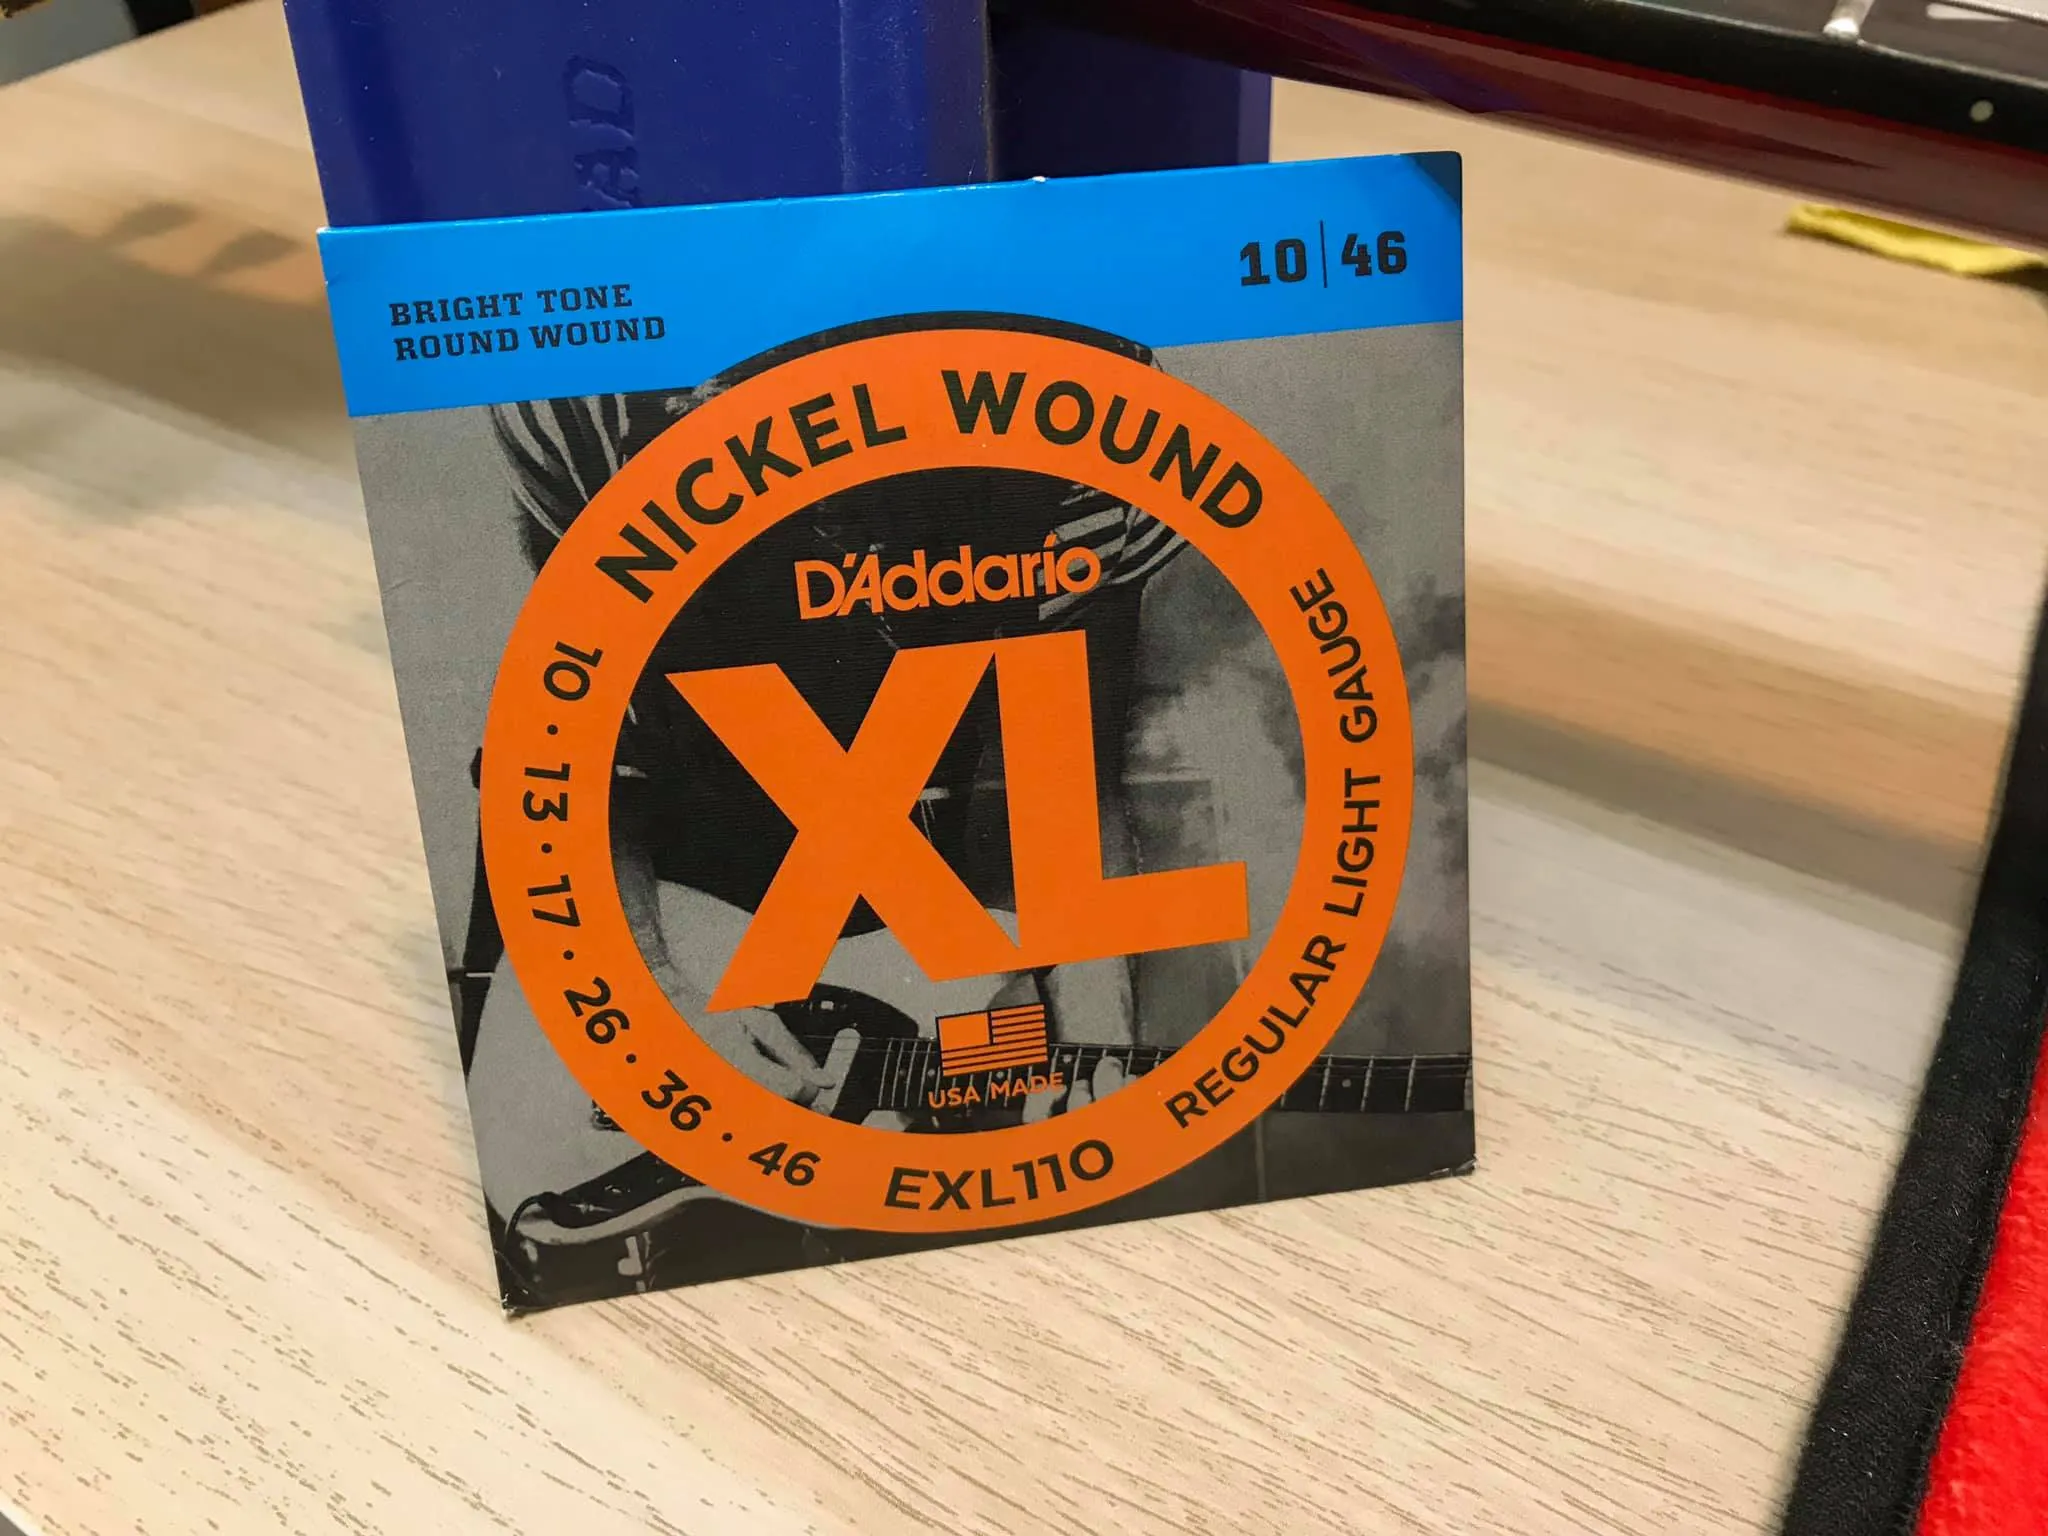 BRIGHT TONE
ROUND WOUND
10 | 46
NICKEL WOUND
D'Addario
XL
USA MADE
10 · 13 · 17 · 26 · 36 · 46
EXL110
REGULAR LIGHT GAUGE